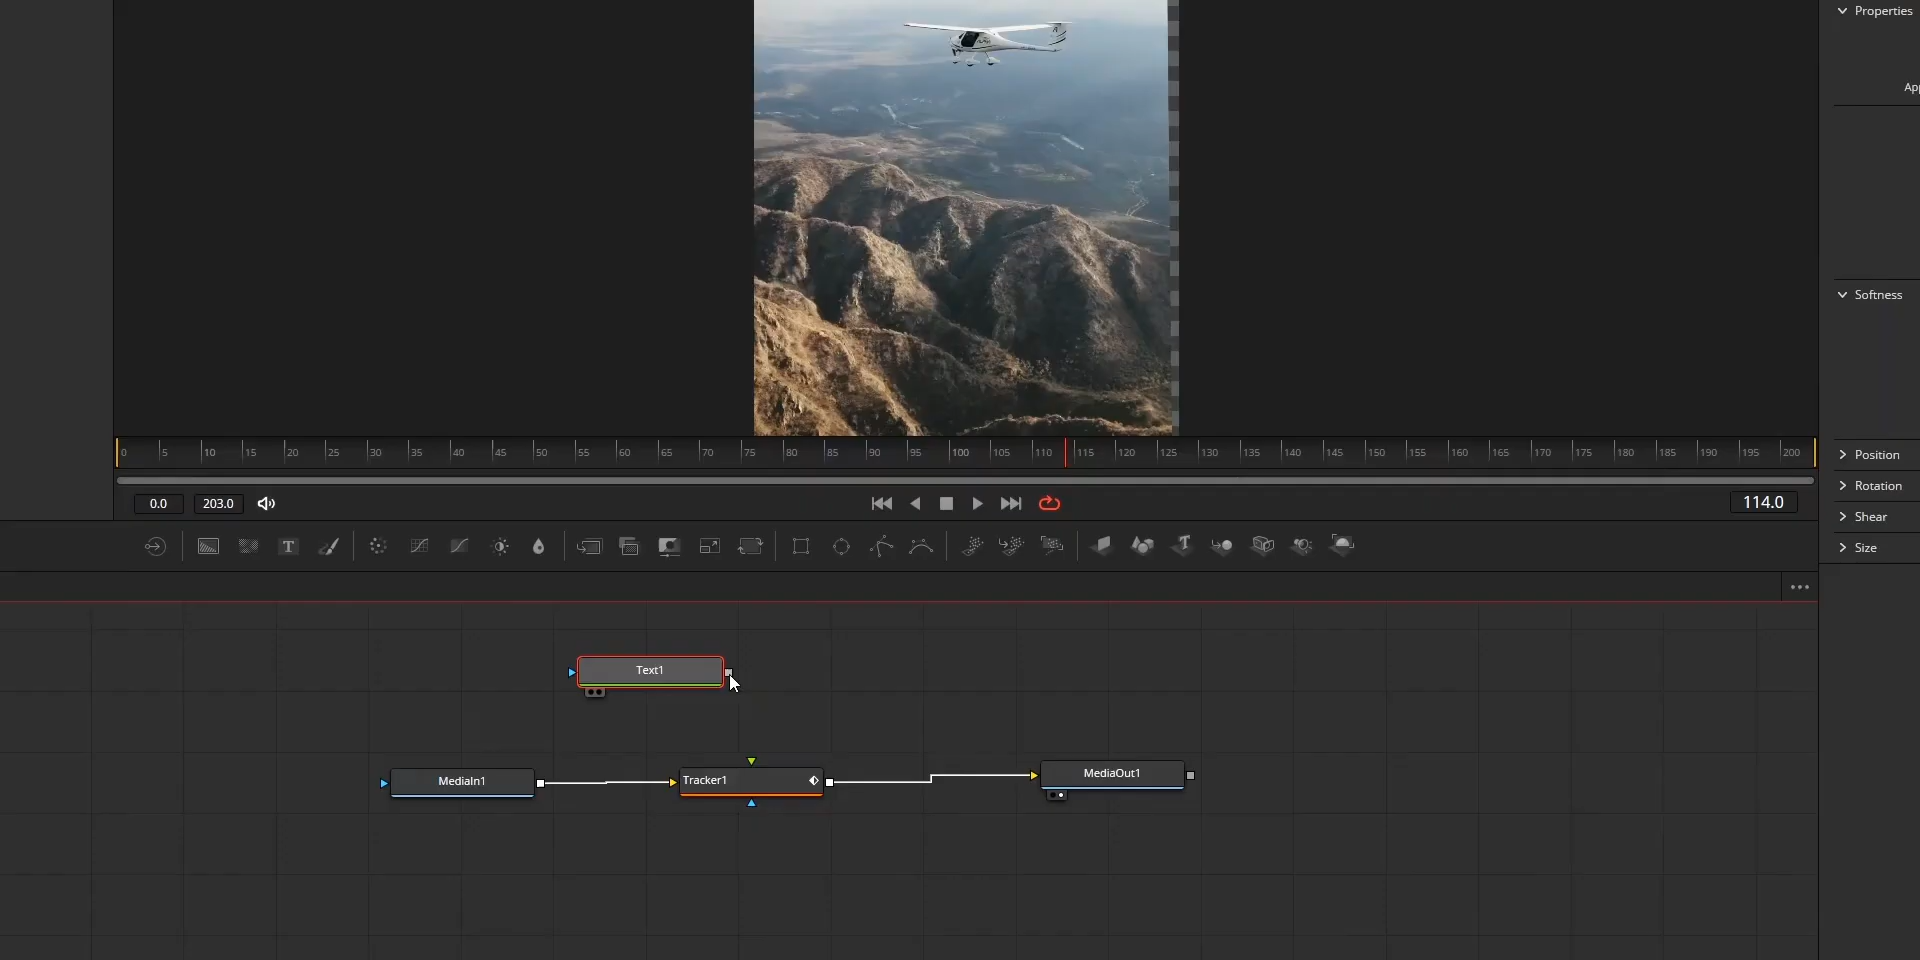 Properties
App
Softness
0 5 10 15 20 25 30 35 40 45 50 55 60 65 70 75 80 85 90 95 100 105 110 115 120 125 130 135 140 145 150 155 160 165 170 175 180 185 190 195 200
Position
Rotation
Shear
Size
0.0 203.0 114.0
T
Text1
MediaIn1 Tracker1 MediaOut1